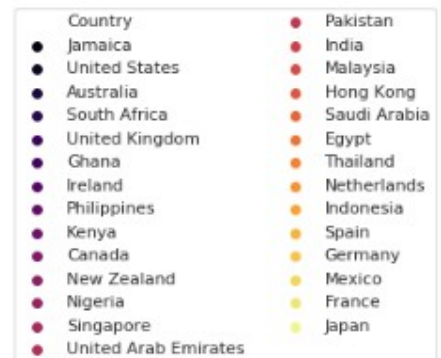 Country
Jamaica
United States
Australia
South Africa
United Kingdom
Ghana
Ireland
Philippines
Kenya
Canada
New Zealand
Nigeria
Singapore
United Arab Emirates
Pakistan
India
Malaysia
Hong Kong
Saudi Arabia
Egypt
Thailand
Netherlands
Indonesia
Spain
Germany
Mexico
France
Japan